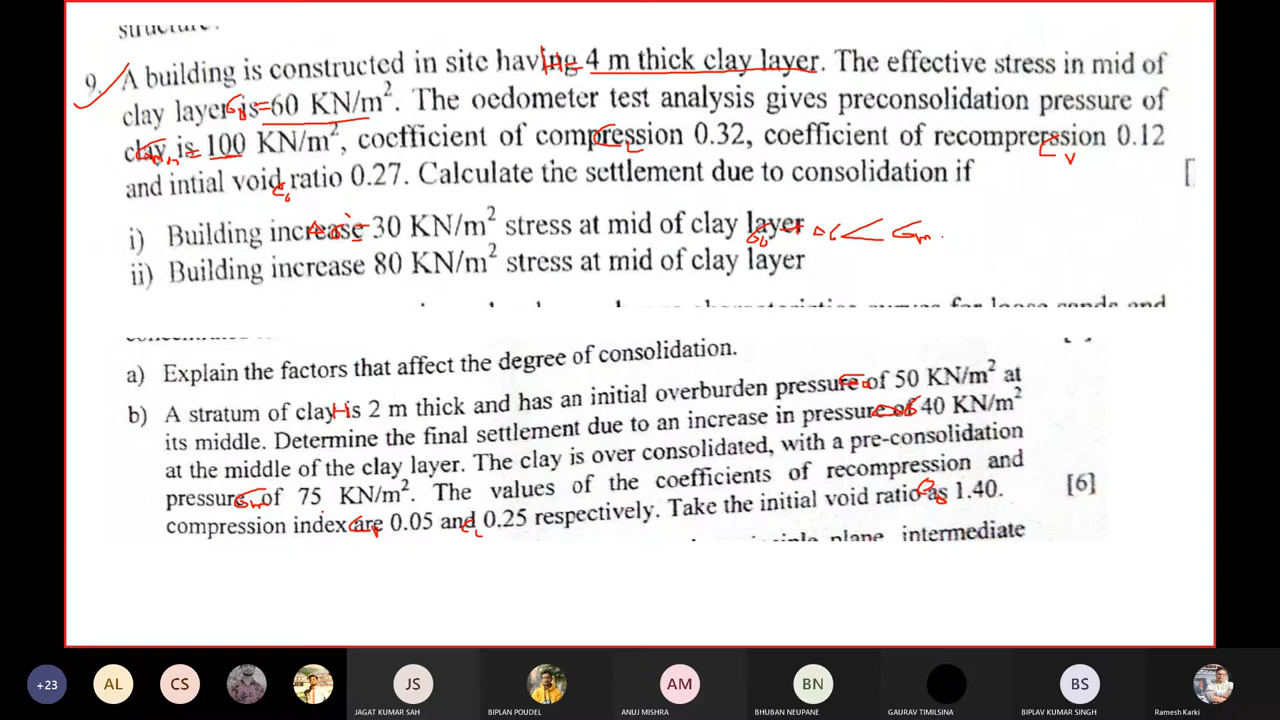 structure.
9. A building is constructed in site having 4 m thick clay layer. The effective stress in mid of
clay layer is 60 KN/m². The oedometer test analysis gives preconsolidation pressure of
clay is 100 KN/m², coefficient of compression 0.32, coefficient of recompression 0.12
and intial void ratio 0.27. Calculate the settlement due to consolidation if [
i) Building increase 30 KN/m² stress at mid of clay layer
ii) Building increase 80 KN/m² stress at mid of clay layer
a) Explain the factors that affect the degree of consolidation.
b) A stratum of clay is 2 m thick and has an initial overburden pressure of 50 KN/m² at
its middle. Determine the final settlement due to an increase in pressure of 40 KN/m²
at the middle of the clay layer. The clay is over consolidated, with a pre-consolidation
pressure of 75 KN/m². The values of the coefficients of recompression and
compression index are 0.05 and 0.25 respectively. Take the initial void ratio as 1.40. [6]
plane, intermediate
+23 AL CS JS AM BN BS
JAGAT KUMAR SAH BIPLAN POUDEL ANUJ MISHRA BHUBAN NEUPANE GAURAV TIMILSINA BIPLAV KUMAR SINGH Ramesh Karki